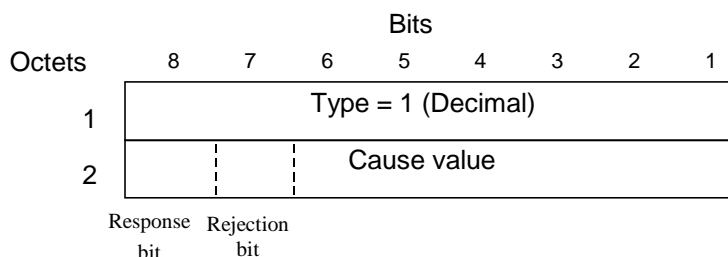 Bits
Octets 8 7 6 5 4 3 2 1
1 Type = 1 (Decimal)
2 Cause value
Response Rejection
bit bit